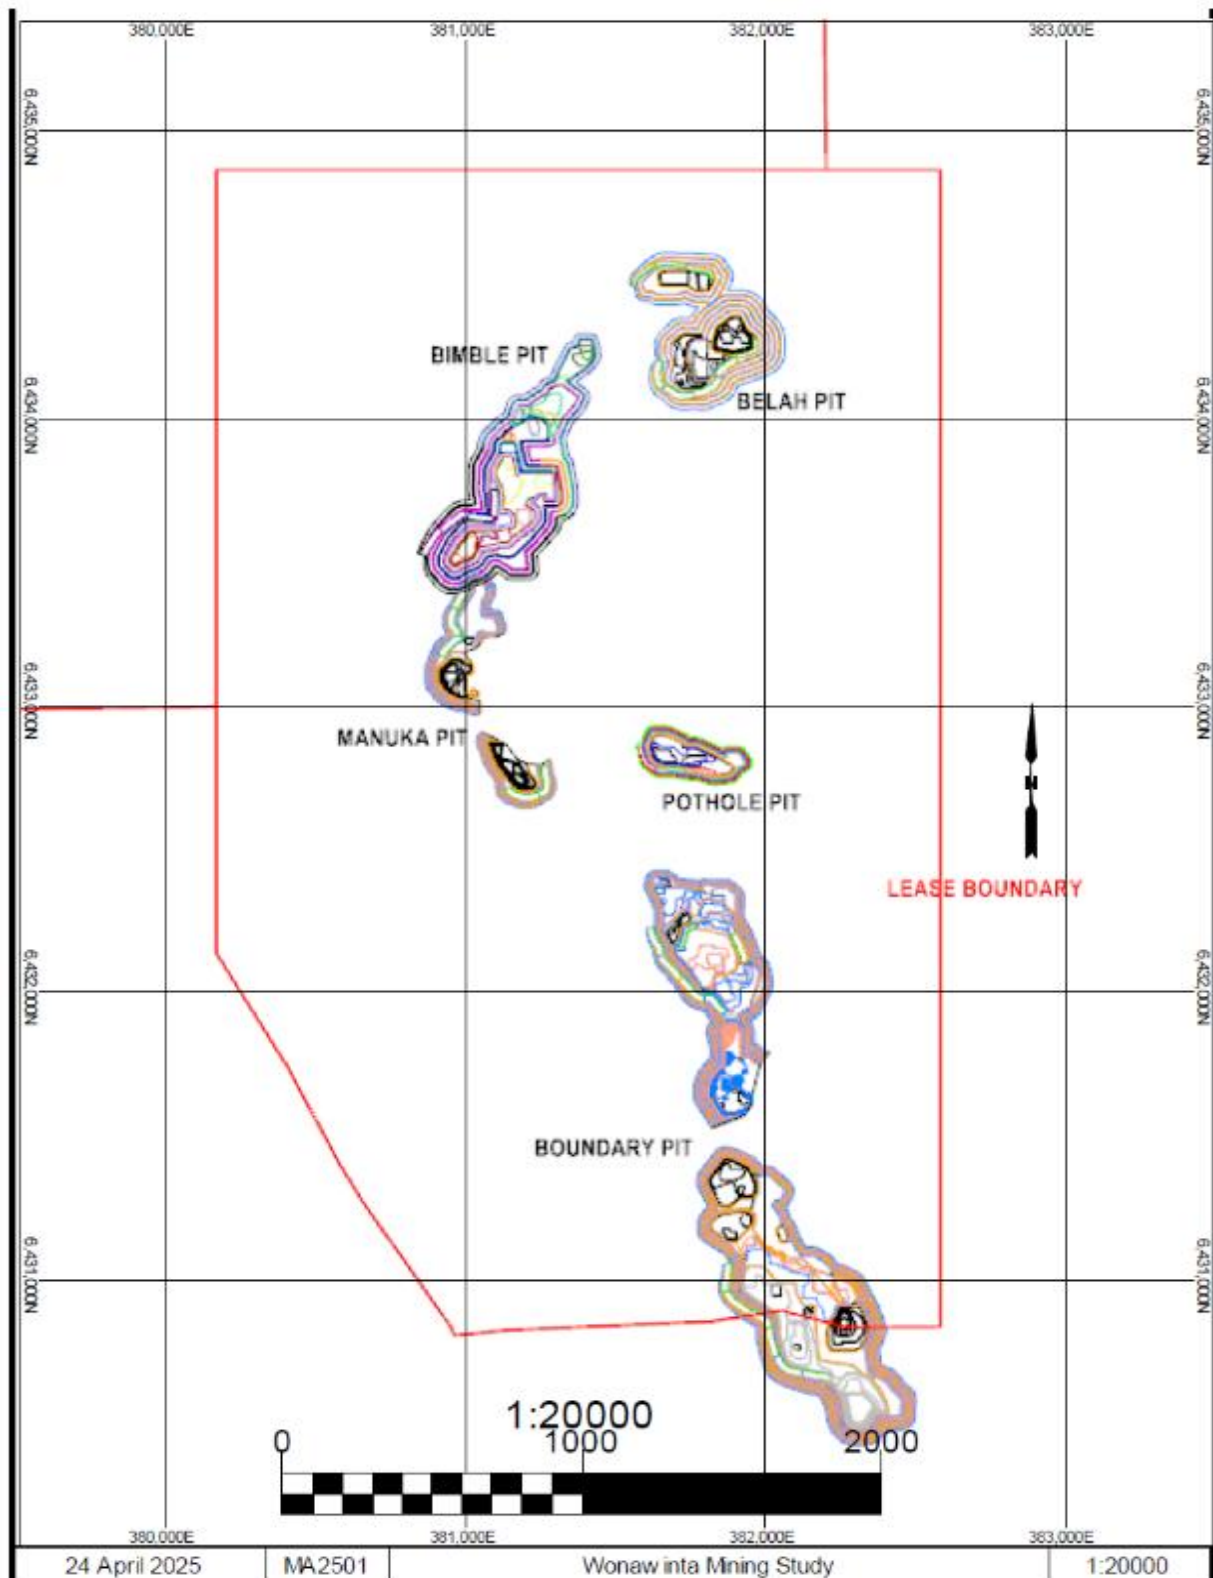 380,000E 381,000E 382,000E 383,000E
6,435,000N 6,435,000N
BIMBLE PIT
BELAH PIT
6,434,000N 6,434,000N
6,433,000N 6,433,000N
MANUKA PIT
N
POTHOLE PIT
LEASE BOUNDARY
6,432,000N 6,432,000N
BOUNDARY PIT
6,431,000N 6,431,000N
1:20000
0 1000 2000
380,000E 381,000E 382,000E 383,000E
24 April 2025 MA2501 Wonawinta Mining Study 1:20000